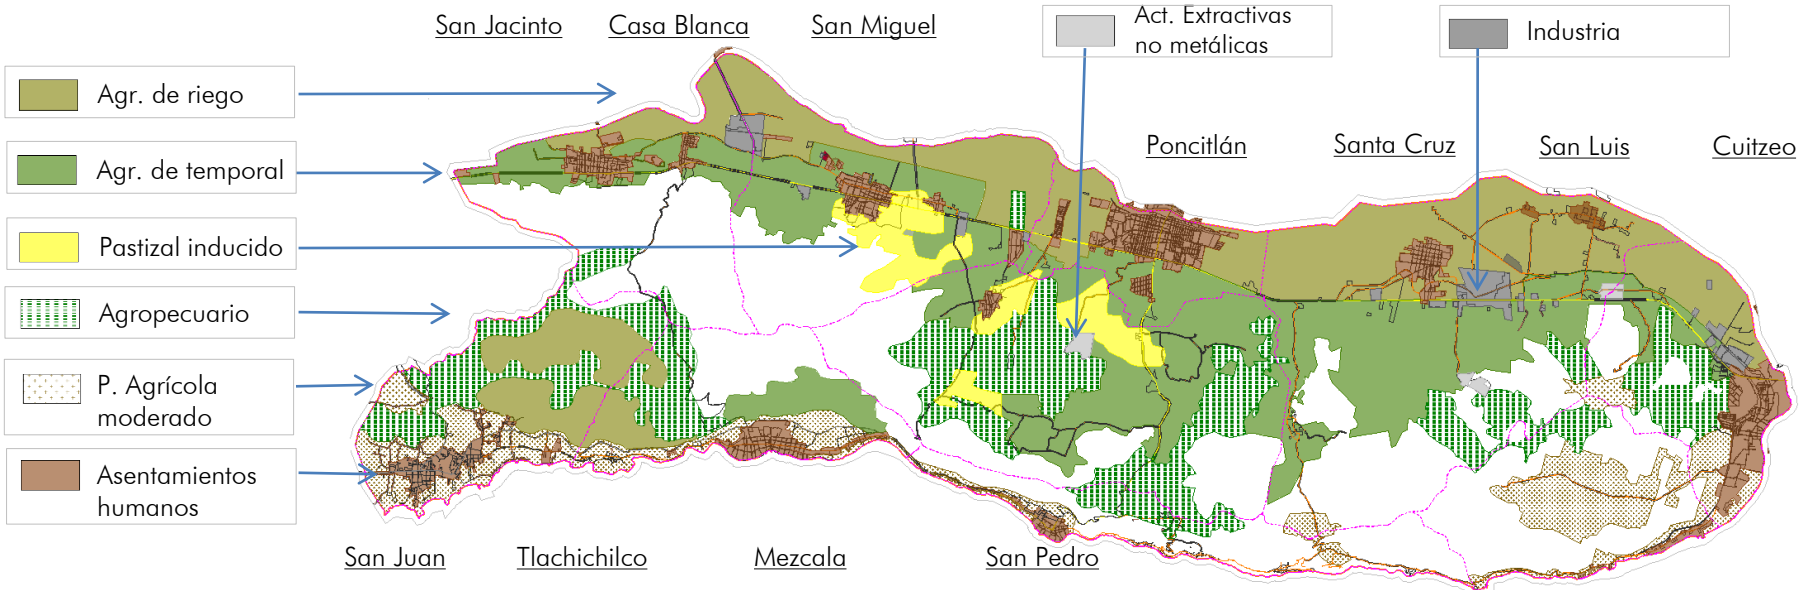 San Jacinto
Casa Blanca
San Miguel
Act. Extractivas
no metálicas
Industria
Agr. de riego
Agr. de temporal
Pastizal inducido
Agropecuario
P. Agrícola
moderado
Asentamientos
humanos
Poncitlán
Santa Cruz
San Luis
Cuitzeo
San Juan
Tlachichilco
Mezcala
San Pedro